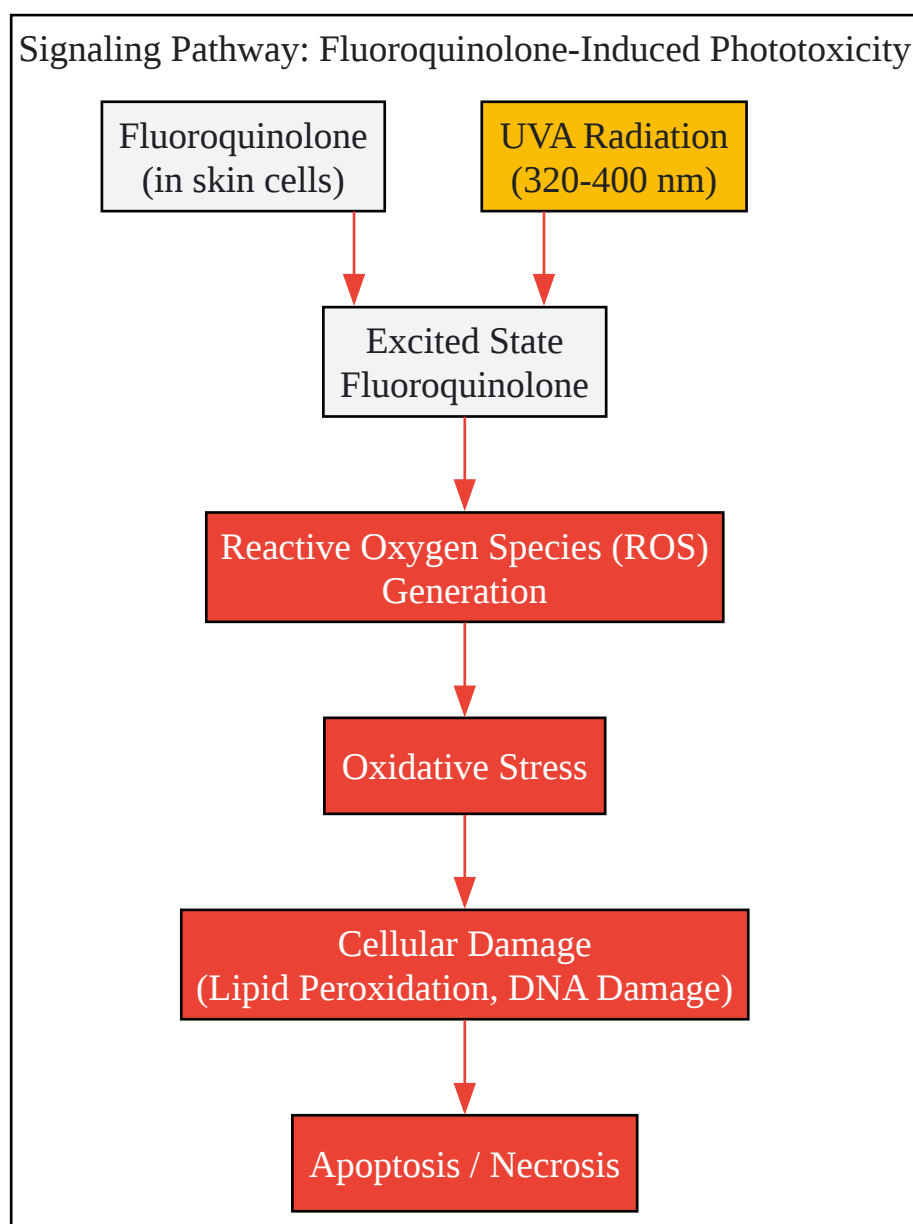 Signaling Pathway: Fluoroquinolone-Induced Phototoxicity
Fluoroquinolone
(in skin cells)
UVA Radiation
(320-400 nm)
Excited State
Fluoroquinolone
Reactive Oxygen Species (ROS)
Generation
Oxidative Stress
Cellular Damage
(Lipid Peroxidation, DNA Damage)
Apoptosis / Necrosis